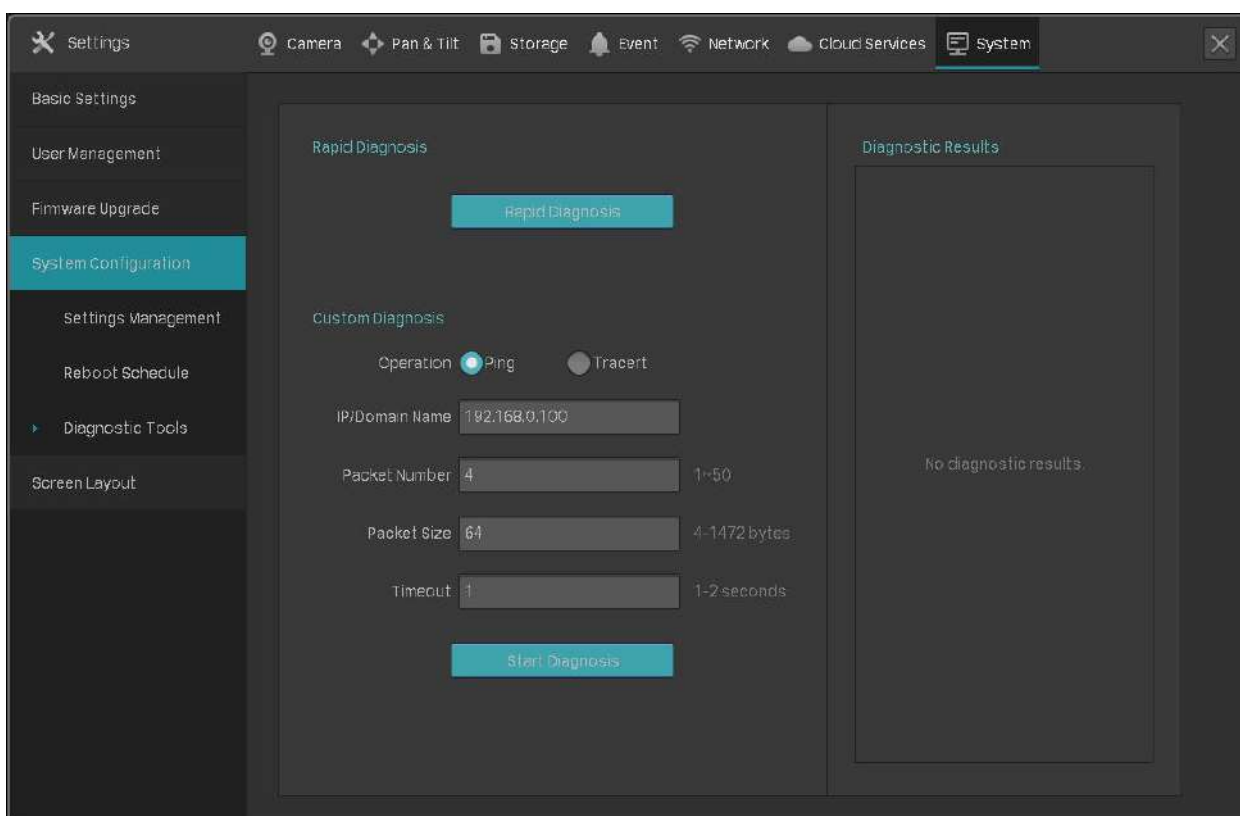 Settings
Camera
Pan & Tilt
Storage
Event
Network
Cloud Services
System
Basic Settings
User Management
Firmware Upgrade
System Configuration
Settings Management
Reboot Schedule
Diagnostic Tools
Screen Layout
Rapid Diagnosis
Rapid Diagnosis
Custom Diagnosis
Operation Ping Tracert
IP/Domain Name 192.168.0.100
Packet Number 4 1~50
Packet Size 64 4-1472 bytes
Timeout 1 1-2 seconds
Start Diagnosis
Diagnostic Results
No diagnostic results.